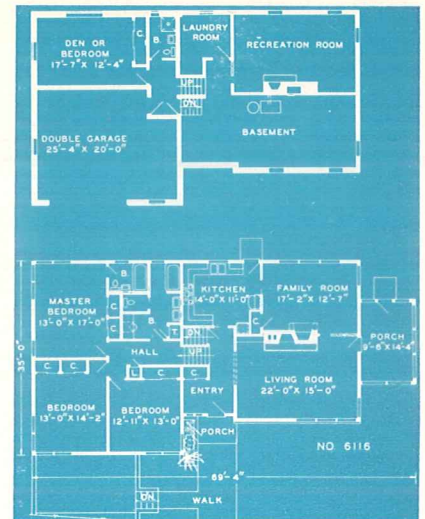 DEN OR
BEDROOM
17'-7" X 12'-4"
C.
B.
LAUNDRY
ROOM
RECREATION ROOM
UP
DN.
DOUBLE GARAGE
25'-4" X 20'-0"
BASEMENT
B.
KITCHEN
14'-0" X 11'-0"
FAMILY ROOM
17'-2" X 12'-7"
MASTER
BEDROOM
13'-0" X 17'-0"
C.
C.
B.
T.
DN.
C.
UP
PORCH
9'-6" X 14'-4"
35'-0"
HALL
C.
C.
L.
C.
C.
LIVING ROOM
22'-0" X 15'-0"
ENTRY
BEDROOM
13'-0" X 14'-2"
BEDROOM
12'-11" X 13'-0"
PORCH
NO 6116
69'-4"
DN.
WALK